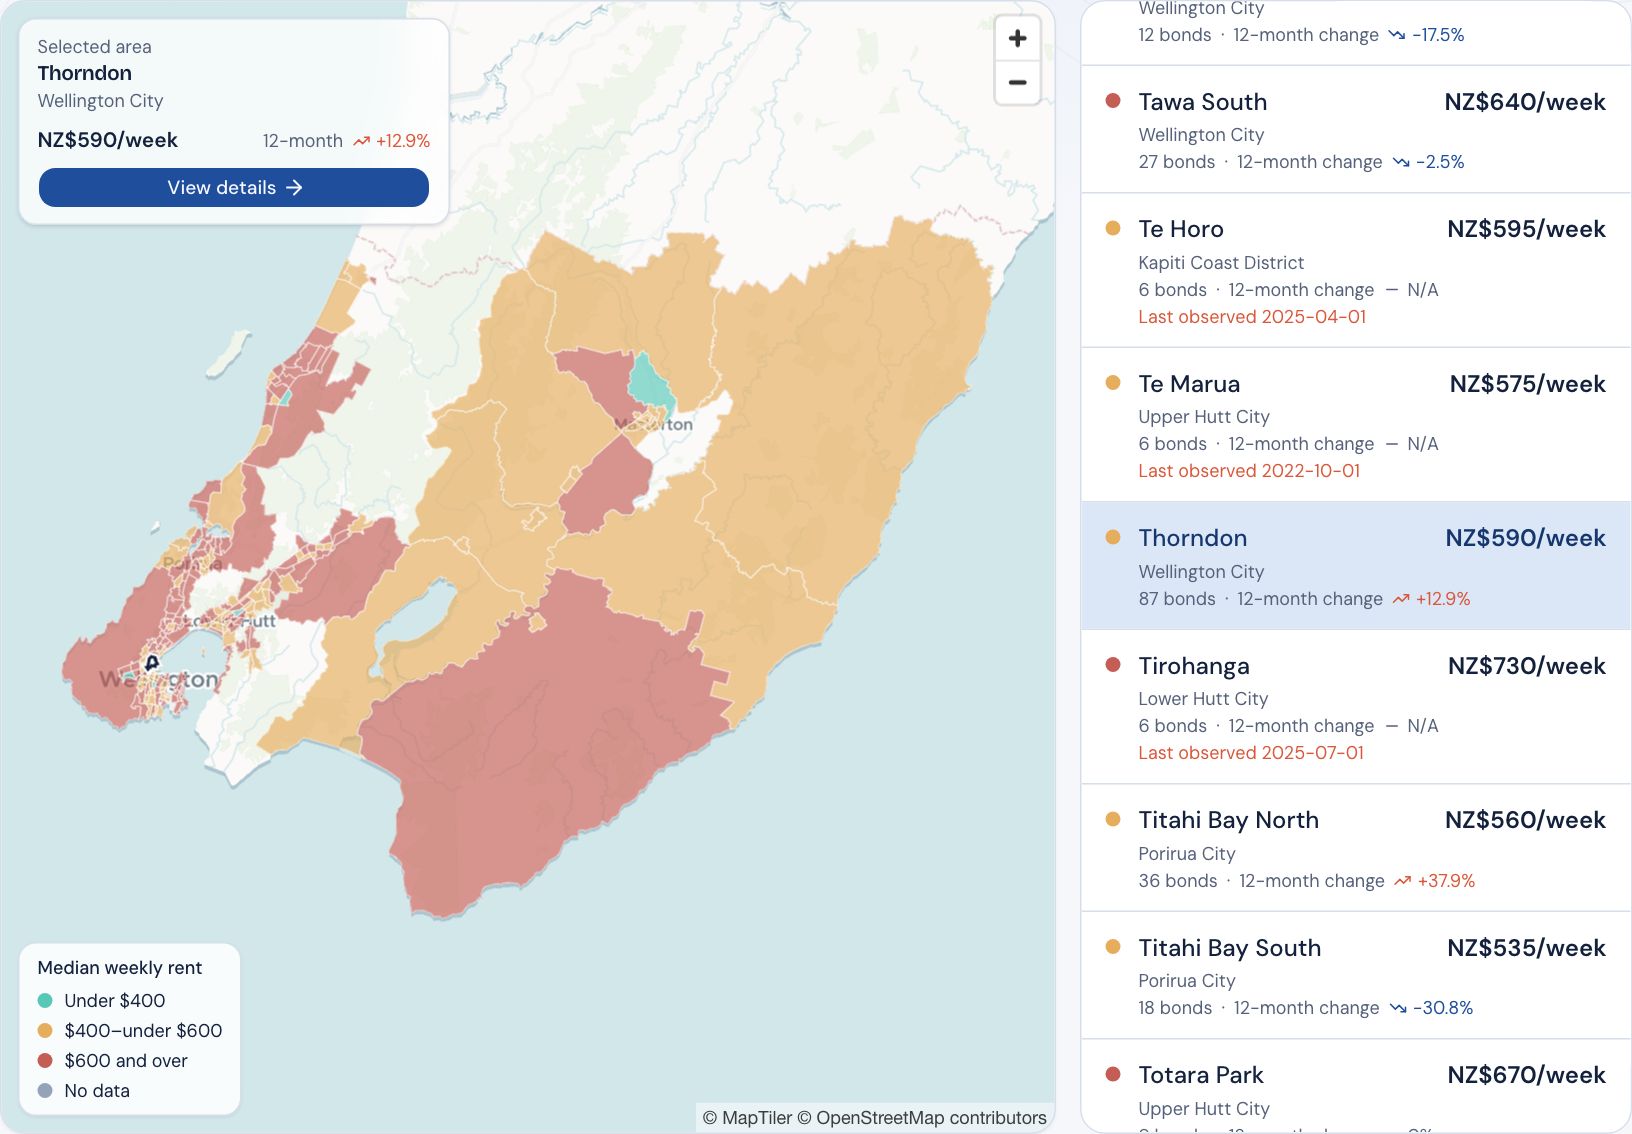 Selected area
Thorndon
Wellington City
NZ$590/week 12-month +12.9%
View details →
+
−
Masterton
Porirua
Lower Hutt
Wellington
Median weekly rent
Under $400
$400–under $600
$600 and over
No data
© MapTiler © OpenStreetMap contributors
Wellington City
12 bonds · 12-month change -17.5%
Tawa South NZ$640/week
Wellington City
27 bonds · 12-month change -2.5%
Te Horo NZ$595/week
Kapiti Coast District
6 bonds · 12-month change — N/A
Last observed 2025-04-01
Te Marua NZ$575/week
Upper Hutt City
6 bonds · 12-month change — N/A
Last observed 2022-10-01
Thorndon NZ$590/week
Wellington City
87 bonds · 12-month change +12.9%
Tirohanga NZ$730/week
Lower Hutt City
6 bonds · 12-month change — N/A
Last observed 2025-07-01
Titahi Bay North NZ$560/week
Porirua City
36 bonds · 12-month change +37.9%
Titahi Bay South NZ$535/week
Porirua City
18 bonds · 12-month change -30.8%
Totara Park NZ$670/week
Upper Hutt City